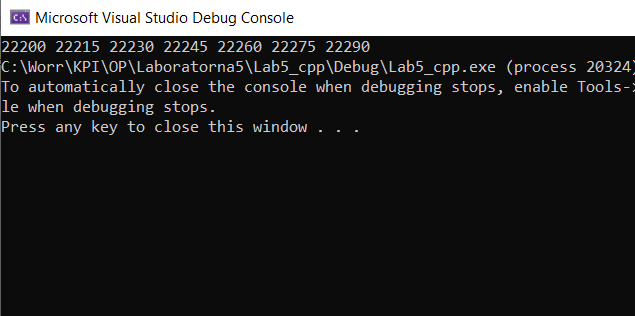 Microsoft Visual Studio Debug Console
22200 22215 22230 22245 22260 22275 22290
C:\Worr\KPI\OP\Laboratorna5\Lab5_cpp\Debug\Lab5_cpp.exe (process 20324)
To automatically close the console when debugging stops, enable Tools->
le when debugging stops.
Press any key to close this window . . .